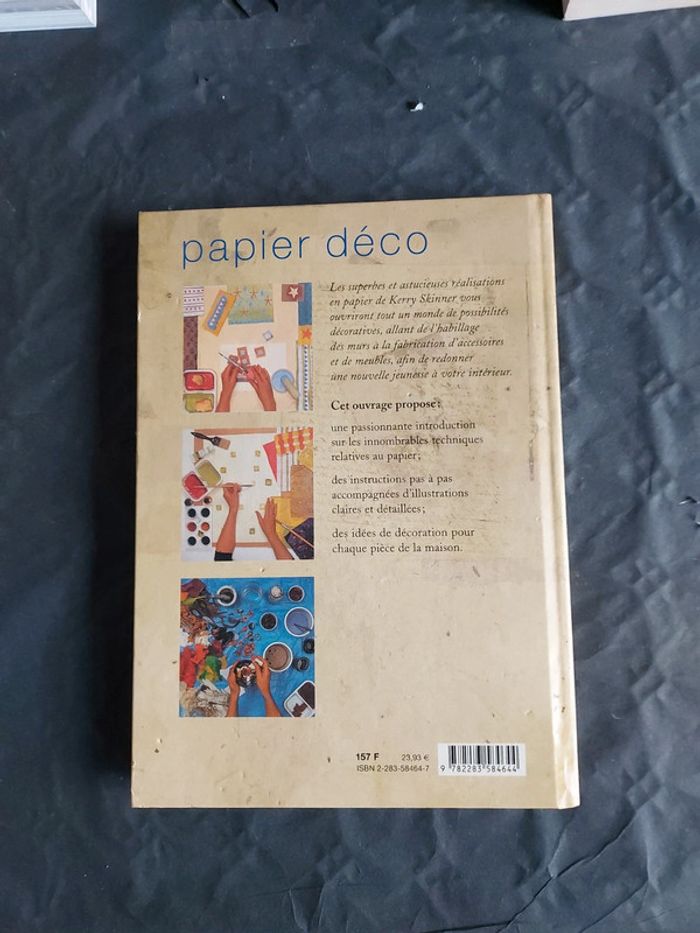 papier déco
Les superbes et astucieuses réalisations
en papier de Kerry Skinner vous
ouvriront tout un monde de possibilités
décoratives, allant de l'habillage
des murs à la fabrication d'accessoires
et de meubles, afin de redonner
une nouvelle jeunesse à votre intérieur.
Cet ouvrage propose:
une passionnante introduction
sur les innombrables techniques
relatives au papier;
des instructions pas à pas
accompagnées d'illustrations
claires et détaillées;
des idées de décoration pour
chaque pièce de la maison.
157 F 23,93 €
ISBN 2-283-58464-7
9 782283 584644